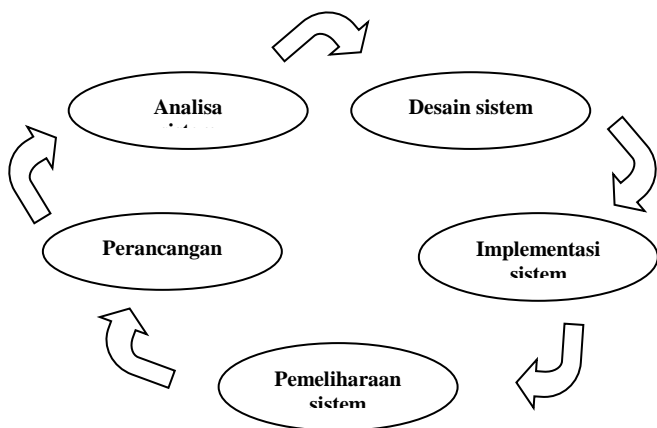 Analisa
Desain sistem
Perancangan
Implementasi
sistem
Pemeliharaan
sistem